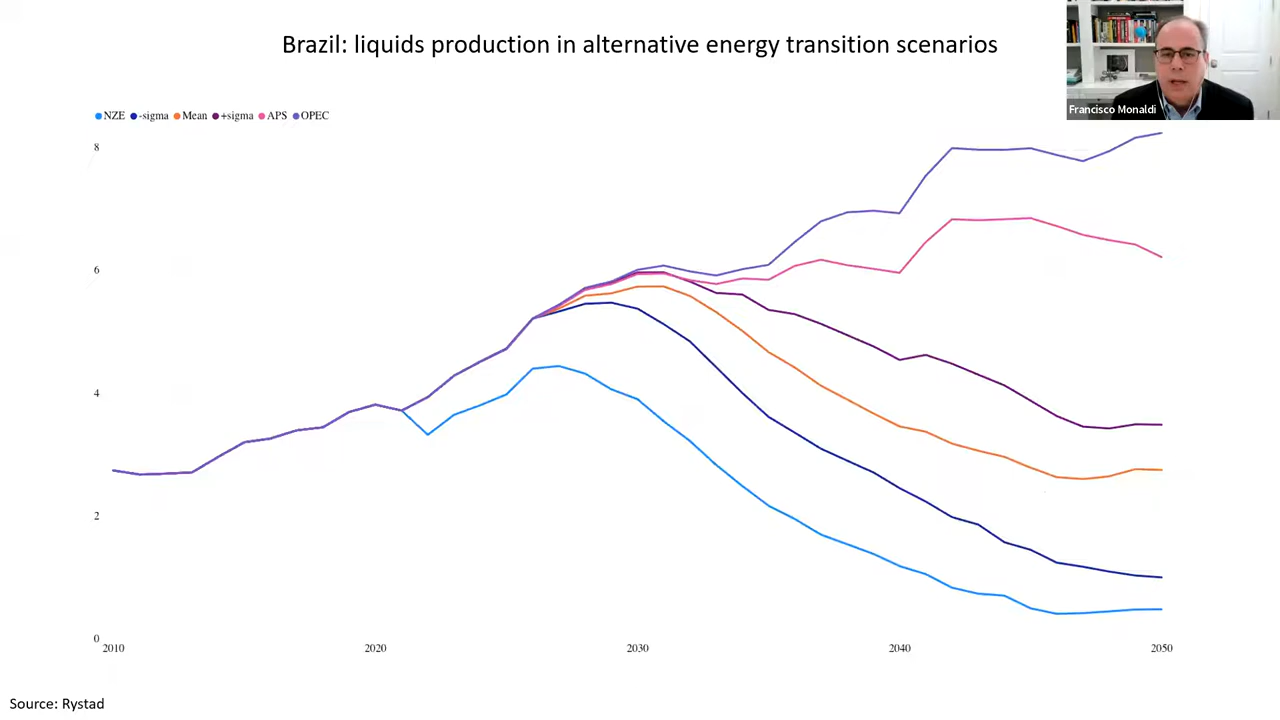 Brazil: liquids production in alternative energy transition scenarios
Francisco Monaldi
NZE -sigma Mean +sigma APS OPEC
8
6
4
2
0
2010 2020 2030 2040 2050
Source: Rystad